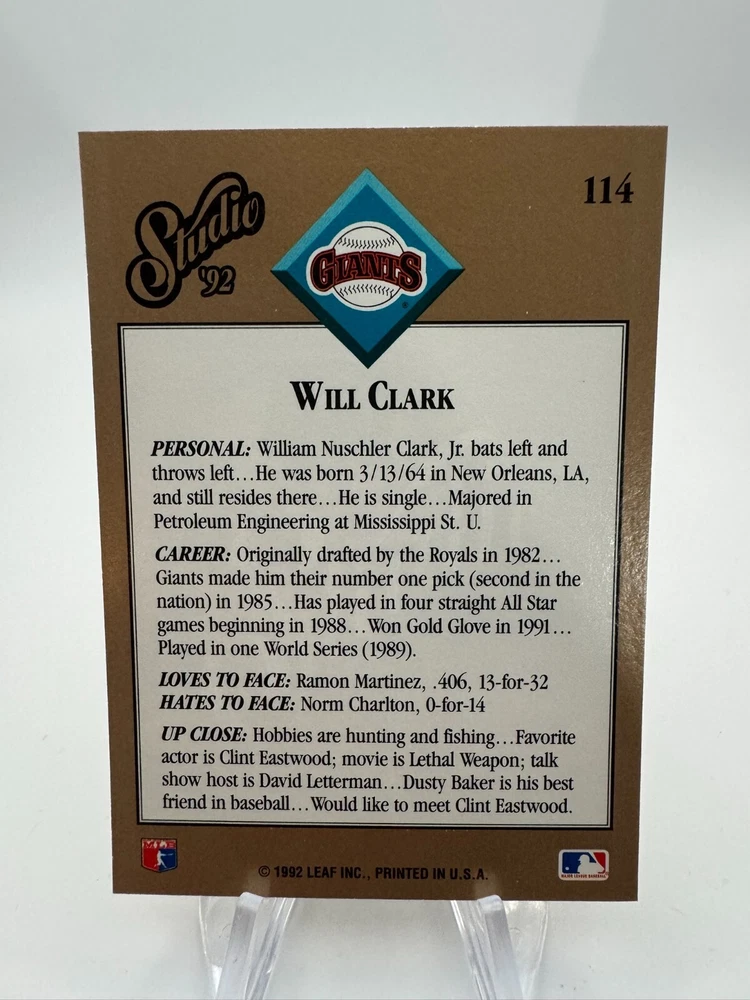 Studio
'92
GIANTS
114
WILL CLARK
PERSONAL: William Nuschler Clark, Jr. bats left and
throws left...He was born 3/13/64 in New Orleans, LA,
and still resides there...He is single...Majored in
Petroleum Engineering at Mississippi St. U.
CAREER: Originally drafted by the Royals in 1982...
Giants made him their number one pick (second in the
nation) in 1985...Has played in four straight All Star
games beginning in 1988...Won Gold Glove in 1991...
Played in one World Series (1989).
LOVES TO FACE: Ramon Martinez, .406, 13-for-32
HATES TO FACE: Norm Charlton, 0-for-14
UP CLOSE: Hobbies are hunting and fishing...Favorite
actor is Clint Eastwood; movie is Lethal Weapon; talk
show host is David Letterman...Dusty Baker is his best
friend in baseball...Would like to meet Clint Eastwood.
© 1992 LEAF INC., PRINTED IN U.S.A.
MAJOR LEAGUE BASEBALL